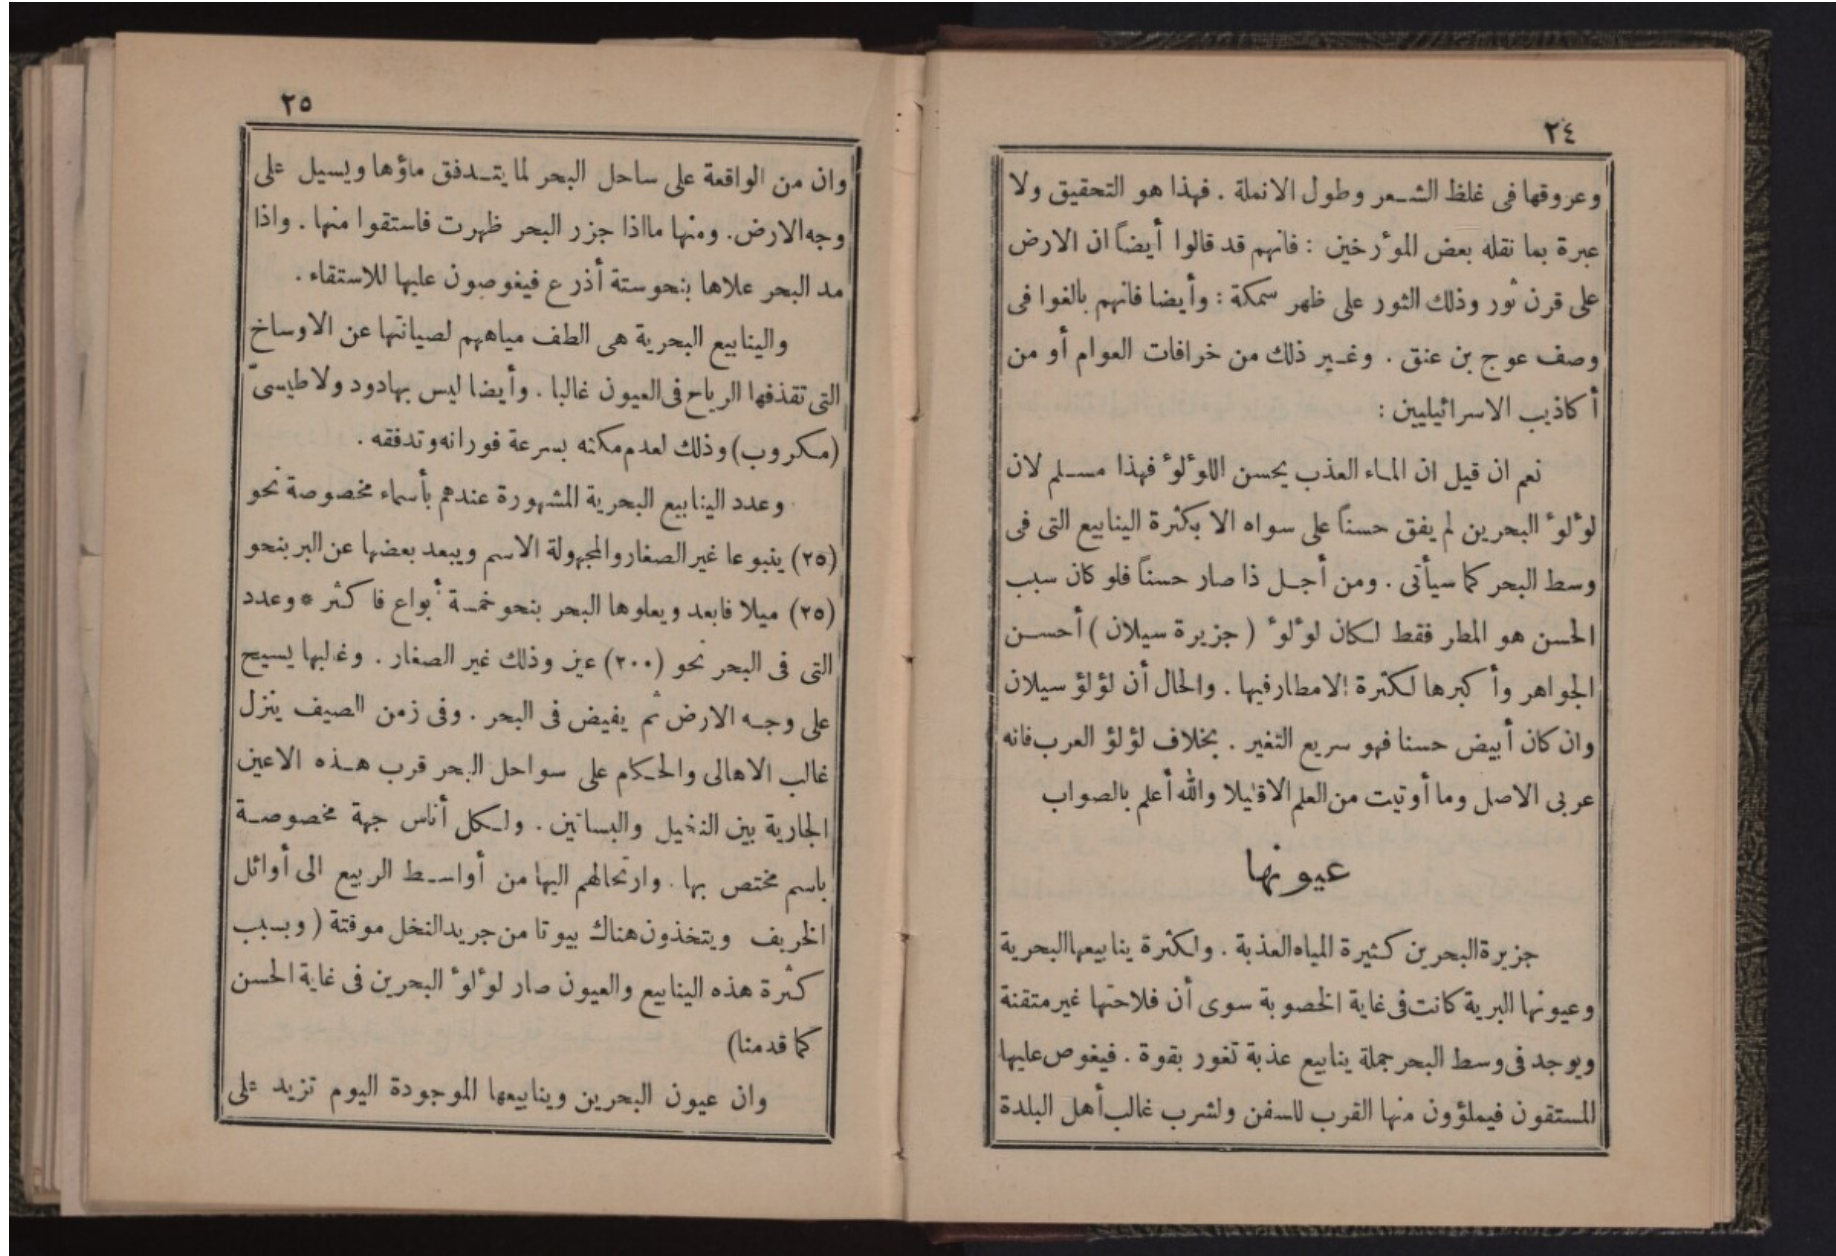 ٢٤
وعروقها فى غلظ الشعر وطول الانملة . فهذا هو التحقيق ولا
عبرة بما نقله بعض المؤرخين : فانهم قد قالوا أيضاً ان الارض
على قرن ثور وذلك الثور على ظهر سمكة : وأيضا فانهم بالغوا فى
وصف عوج بن عنق . وغير ذلك من خرافات العوام أو من
أكاذيب الاسرائيليين :
نعم ان قيل ان الماء العذب يحسن اللوٴلوٴ فهذا مسلم لان
لوٴلوٴ البحرين لم يفق حسناً على سواه الا بكثرة الينابيع التى فى
وسط البحر كما سيأتى . ومن أجل ذا صار حسناً فلو كان سبب
الحسن هو المطر فقط لكان لوٴلوٴ ( جزيرة سيلان ) أحسن
الجواهر وأكبرها لكثرة الامطار فيها . والحال أن لؤلؤ سيلان
وان كان أبيض حسنا فهو سريع التغير . بخلاف لؤلؤ العرب فانه
عربى الاصل وما أوتيت من العلم الا قليلا والله أعلم بالصواب
عيونها
جزيرة البحرين كثيرة المياه العذبة . ولكثرة ينابيعها البحرية
وعيونها البرية كانت فى غاية الخصوبة سوى أن فلاحتها غير متقنة
ويوجد فى وسط البحر جملة ينابيع عذبة تغور بقوة . فيغوص عليها
المستقون فيملؤون منها القرب للسفن ولشرب غالب أهل البلدة
٢٥
وان من الواقعة على ساحل البحر لما يتدفق ماؤها ويسيل على
وجه الارض . ومنها ما اذا جزر البحر ظهرت فاستقوا منها . واذا
مد البحر علاها بنحو ستة أذرع فيغوصون عليها للاستقاء .
والينابيع البحرية هى الطف مياههم لصيانتها عن الاوساخ
التى تقذفها الرياح فى العيون غالبا . وأيضا ليس بها دود ولا طيسىّ
(مكروب) وذلك لعدم مكثه بسرعة فورانه وتدفقه .
وعدد الينابيع البحرية المشهورة عندهم بأسماء مخصوصة نحو
(٢٥) ينبوعا غير الصغار والمجهولة الاسم ويبعد بعضها عن البر بنحو
(٢٥) ميلا فابعد ويعلوها البحر بنحو خمسة أبواع فاكثر * وعدد
التى فى البحر نحو (٢٠٠) عين وذلك غير الصغار . وغالبها يسيح
على وجه الارض ثم يفيض فى البحر . وفى زمن الصيف ينزل
غالب الاهالى والحكام على سواحل البحر قرب هذه الاعين
الجارية بين النخيل والبساتين . ولكل أناس جهة مخصوصة
باسم مختص بها . وارتحالهم اليها من أواسط الربيع الى أوائل
الخريف ويتخذون هناك بيوتا من جريد النخل موقتة ( وبسبب
كثرة هذه الينابيع والعيون صار لوٴلوٴ البحرين فى غاية الحسن
كما قدمنا)
وان عيون البحرين وينابيعها الموجودة اليوم تزيد على